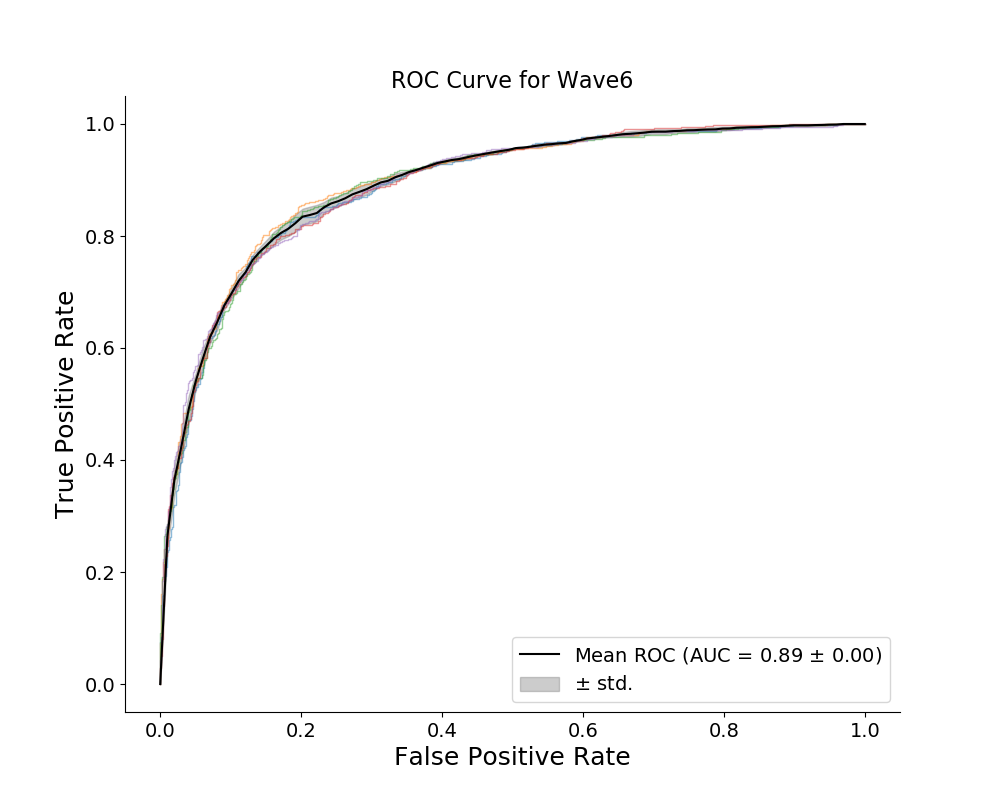 ROC Curve for Wave6
1.0
0.8
0.6
0.4
0.2
0.0
True Positive Rate
Mean ROC (AUC = 0.89 ± 0.00)
± std.
0.0 0.2 0.4 0.6 0.8 1.0
False Positive Rate